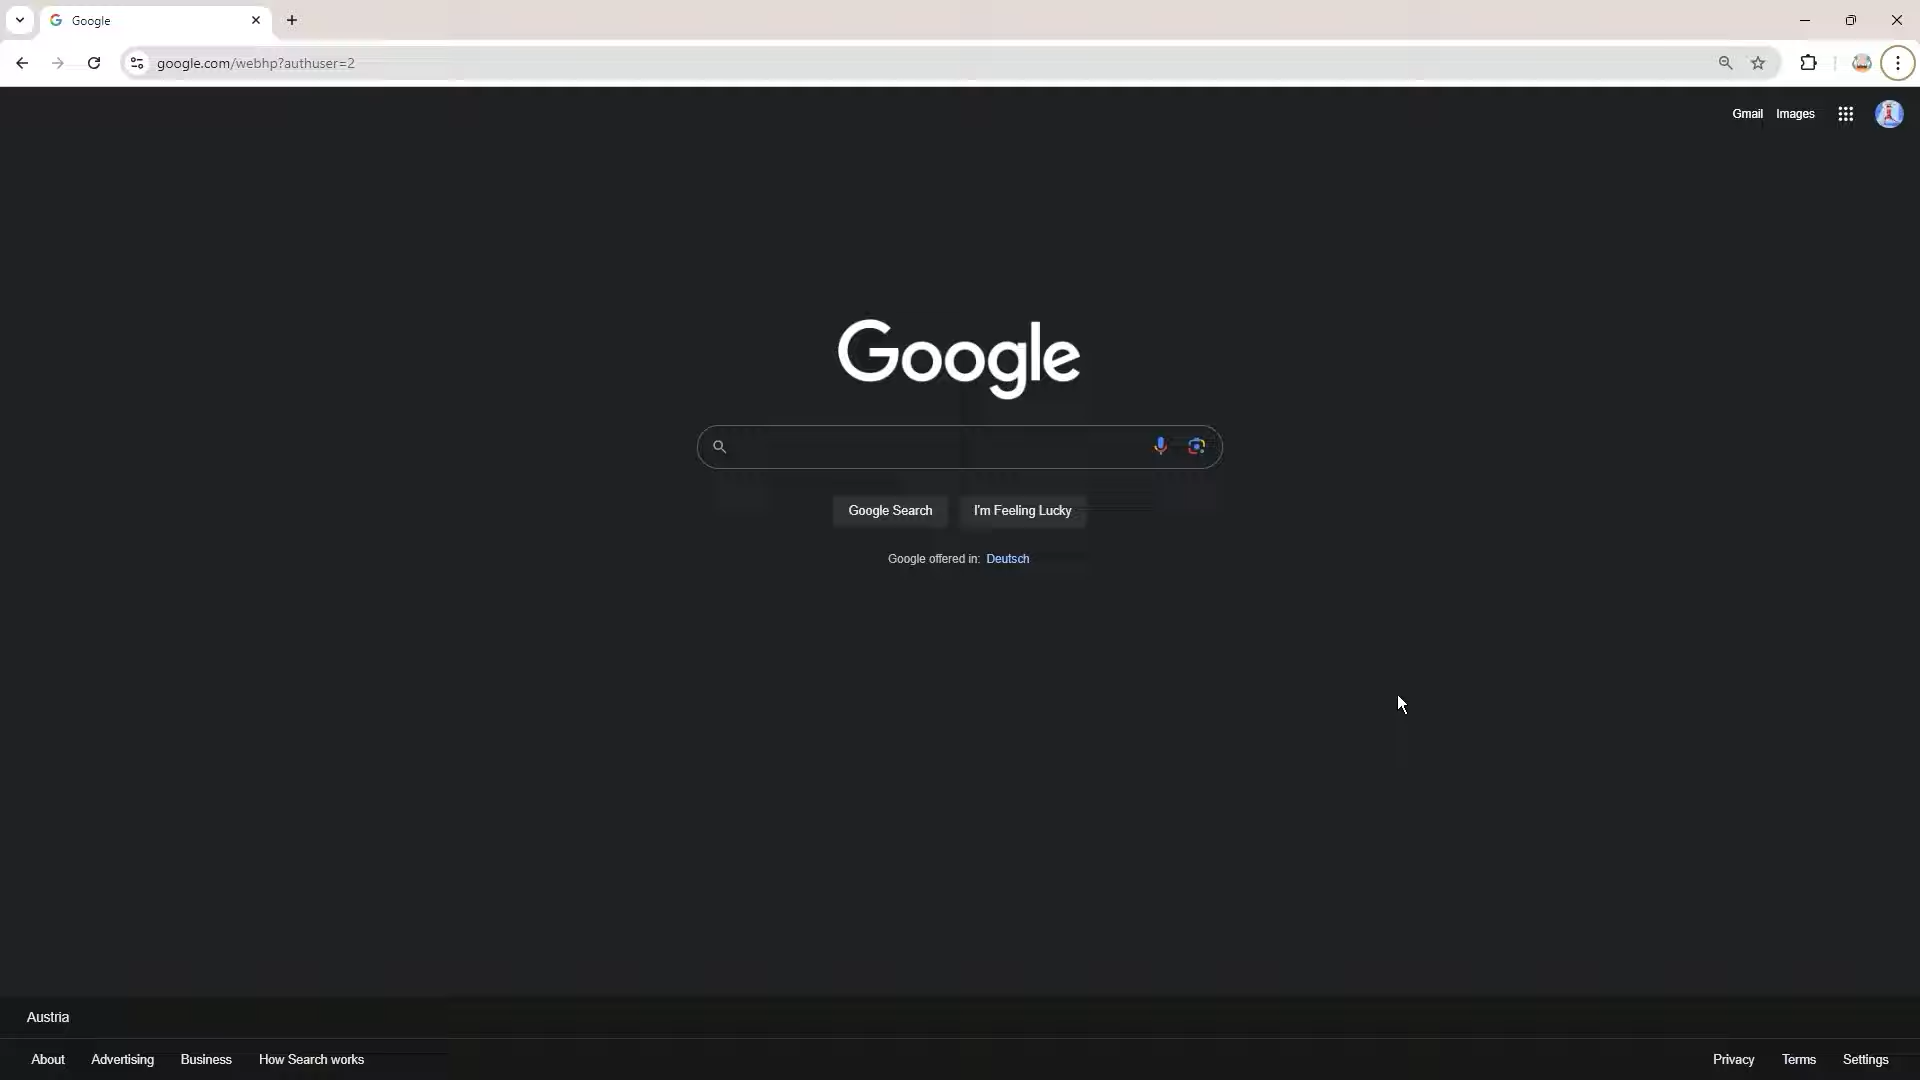 Google
google.com/webhp?authuser=2
Gmail Images
Google
Google Search I'm Feeling Lucky
Google offered in: Deutsch
Austria
About Advertising Business How Search works Privacy Terms Settings